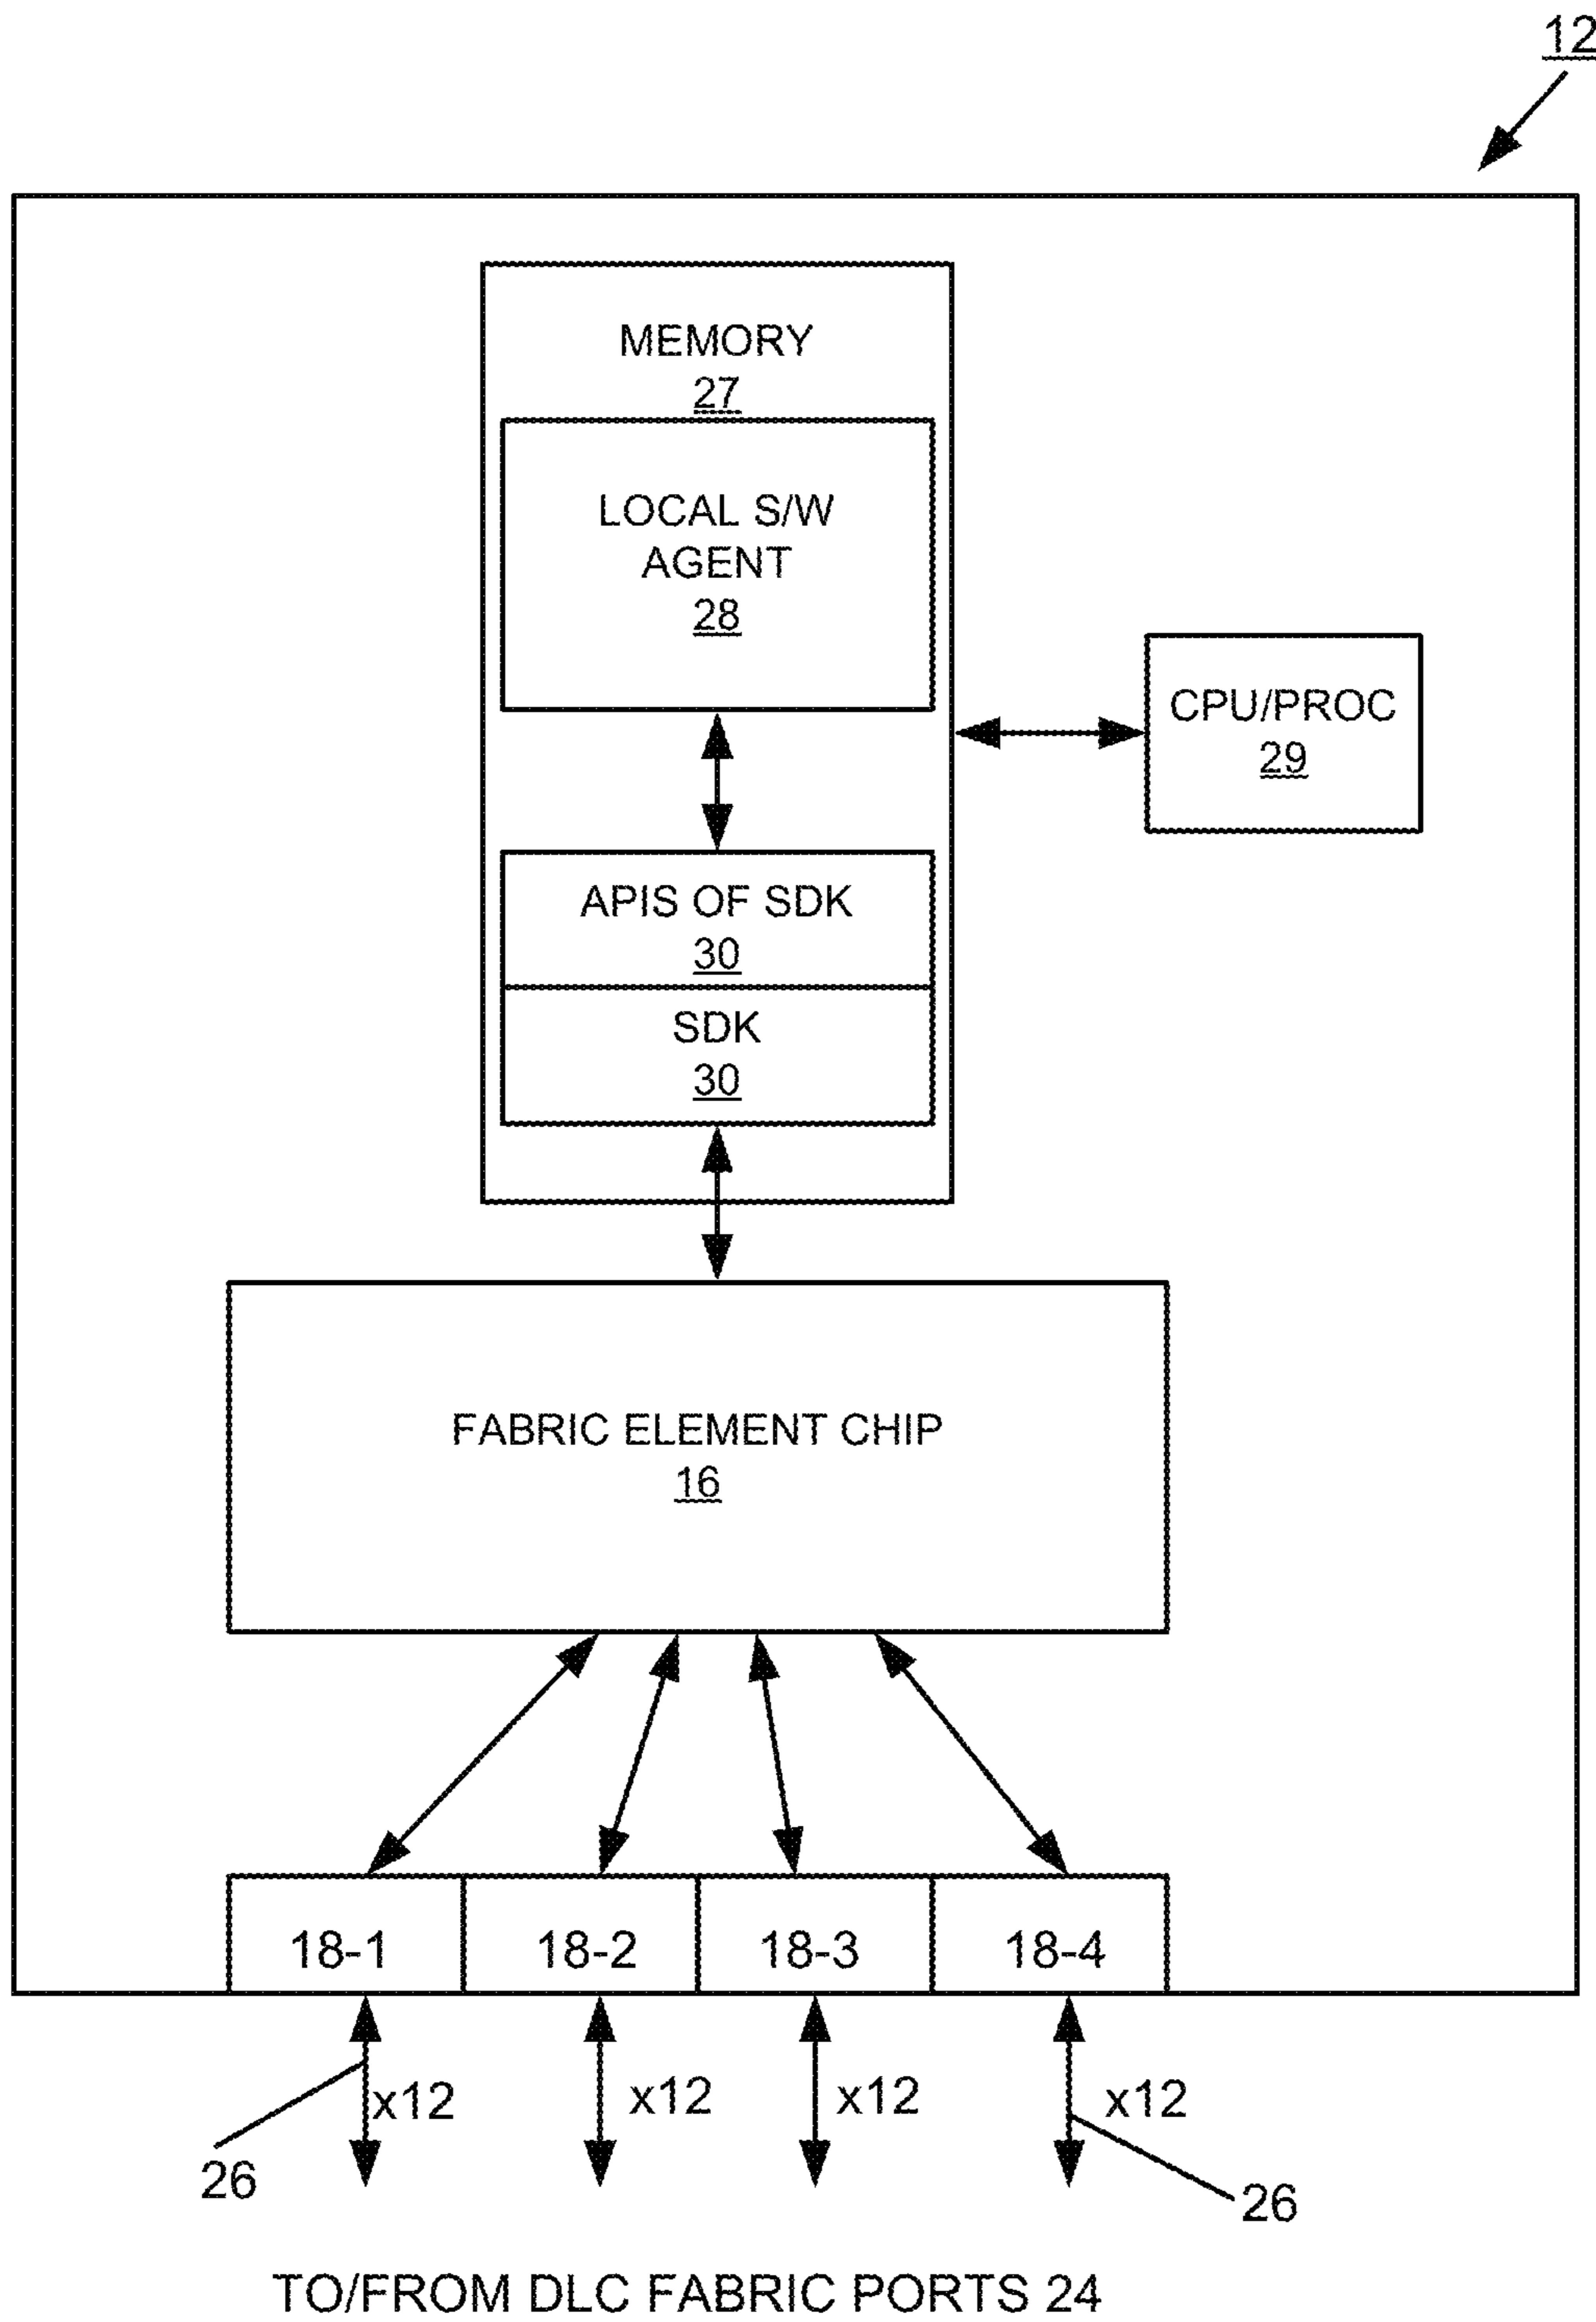 12
MEMORY
27
LOCAL S/W
AGENT
28
CPU/PROC
29
APIS OF SDK
30
SDK
30
FABRIC ELEMENT CHIP
16
18-1 18-2 18-3 18-4
x12 x12 x12 x12
26 26
TO/FROM DLC FABRIC PORTS 24